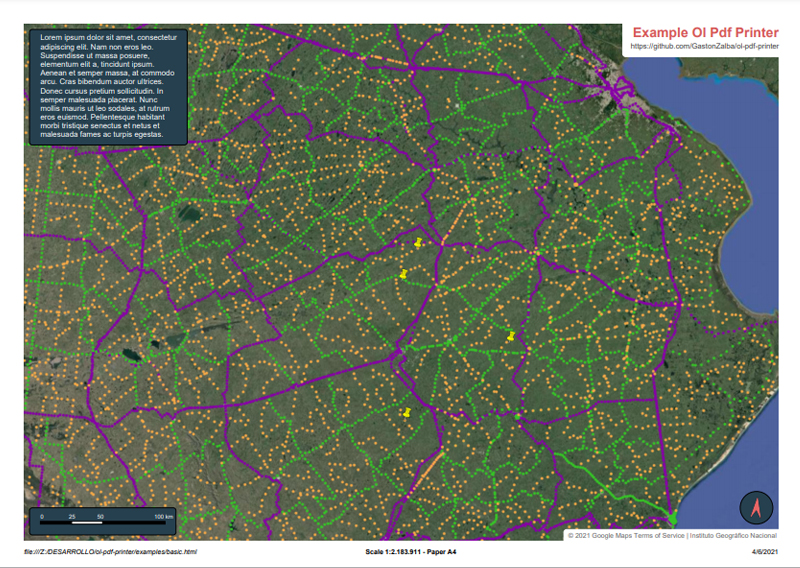 Lorem ipsum dolor sit amet, consectetur
adipiscing elit. Nam non eros leo.
Suspendisse ut massa posuere,
elementum elit a, tincidunt ipsum.
Aenean et semper massa, at commodo
arcu. Cras bibendum auctor ultrices.
Donec cursus pretium sollicitudin. In
semper malesuada placerat. Nunc
mollis mauris ut leo sodales, at rutrum
eros euismod. Pellentesque habitant
morbi tristique senectus et netus et
malesuada fames ac turpis egestas.
Example Ol Pdf Printer
https://github.com/GastonZalba/ol-pdf-printer
0 25 50 100 km
© 2021 Google Maps Terms of Service | Instituto Geográfico Nacional
file:///Z:/DESARROLLO/ol-pdf-printer/examples/basic.html
Scale 1:2.183.911 - Paper A4
4/6/2021